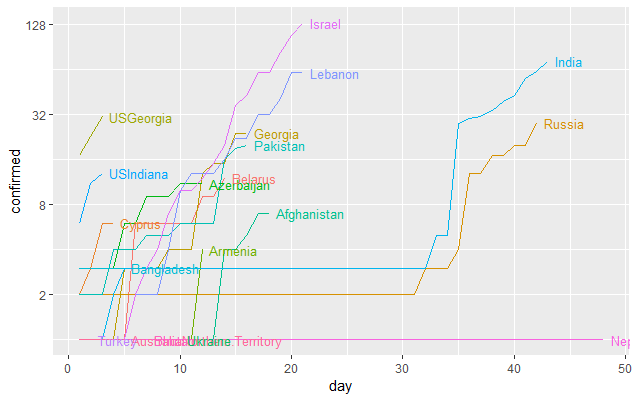 128
Israel
India
Lebanon
32
USGeorgia
Russia
Georgia
Pakistan
USIndiana
Belarus
Azerbaijan
8
Afghanistan
Cyprus
Armenia
Bangladesh
2
Turkey
Territory
Nep
0
10
20
30
40
50
day
confirmed